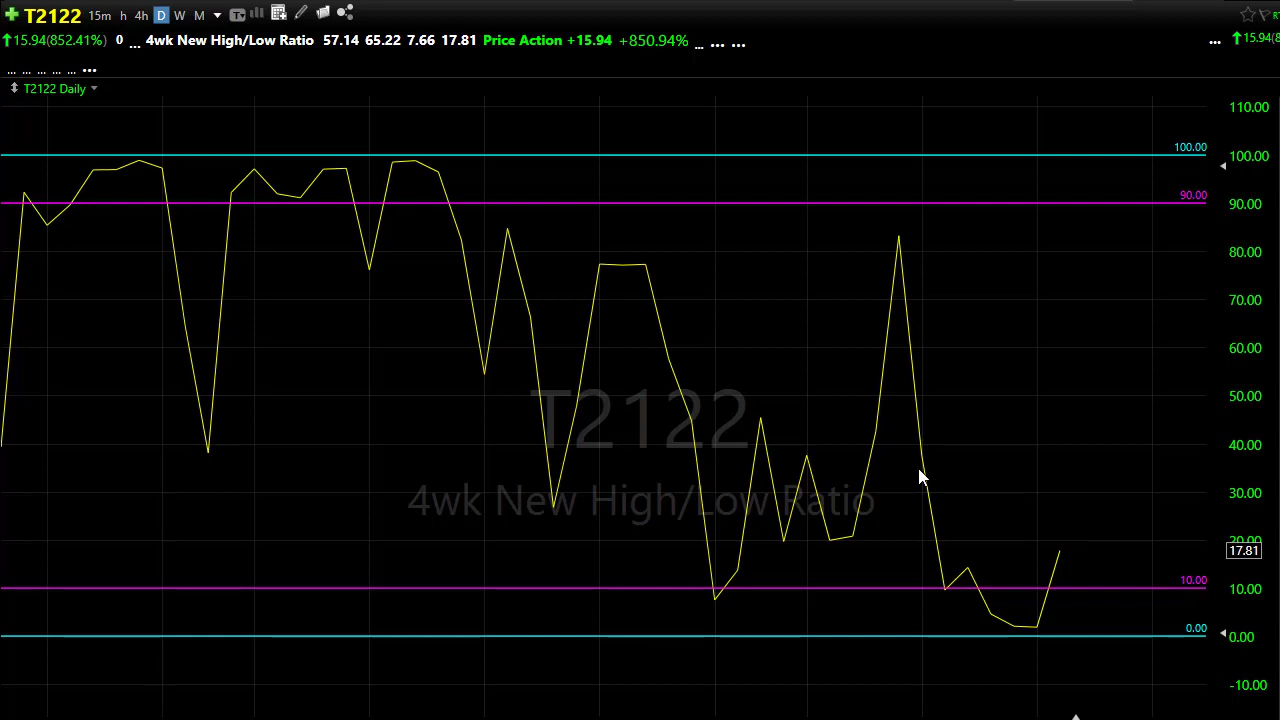 T2122 15m h 4h D W M
15.94(852.41%) 0 ... 4wk New High/Low Ratio 57.14 65.22 7.66 17.81 Price Action +15.94 +850.94% ... ... ... ... 15.94(8
... ... ... ... ... ...
T2122 Daily
110.00
100.00 100.00
90.00 90.00
80.00
70.00
60.00
50.00
T2122
40.00
4wk New High/Low Ratio
30.00
20.00
17.81
10.00 10.00
0.00 0.00
-10.00